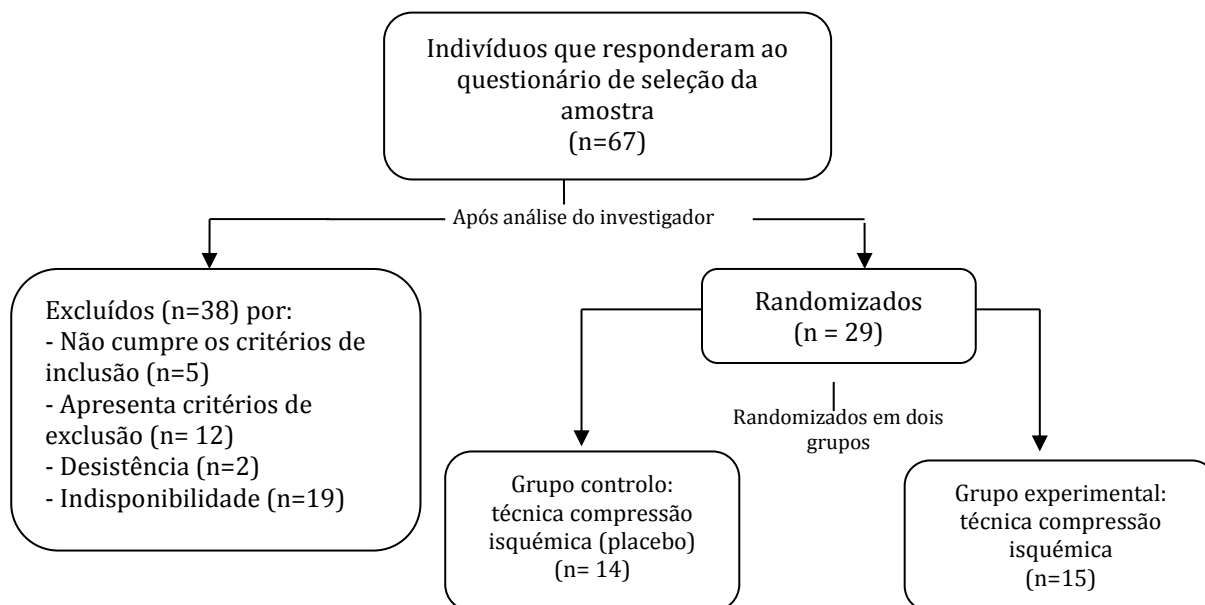 Indivíduos que responderam ao
questionário de seleção da
amostra
(n=67)
Após análise do investigador
Excluídos (n=38) por:
- Não cumpre os critérios de
inclusão (n=5)
- Apresenta critérios de
exclusão (n= 12)
- Desistência (n=2)
- Indisponibilidade (n=19)
Randomizados
(n = 29)
Randomizados em dois
grupos
Grupo controlo:
técnica compressão
isquémica (placebo)
(n= 14)
Grupo experimental:
técnica compressão
isquémica
(n=15)